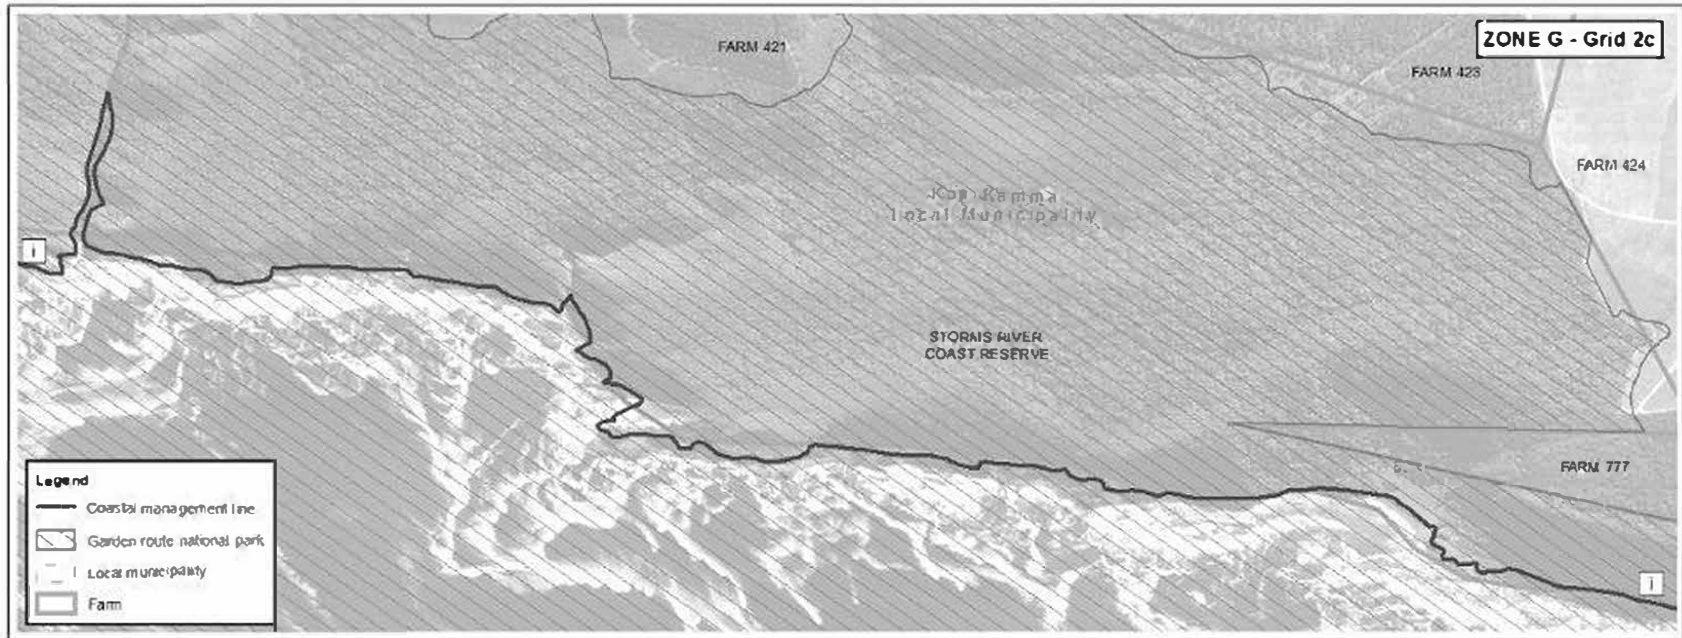 ZONE G - Grid 2c
FARM 421
FARM 423
FARM 424
Kou Kamma
Local Municipality
i
STORMS RIVER
COAST RESERVE
FARM 777
Legend
Coastal management line
Garden route national park
Local municipality
Farm